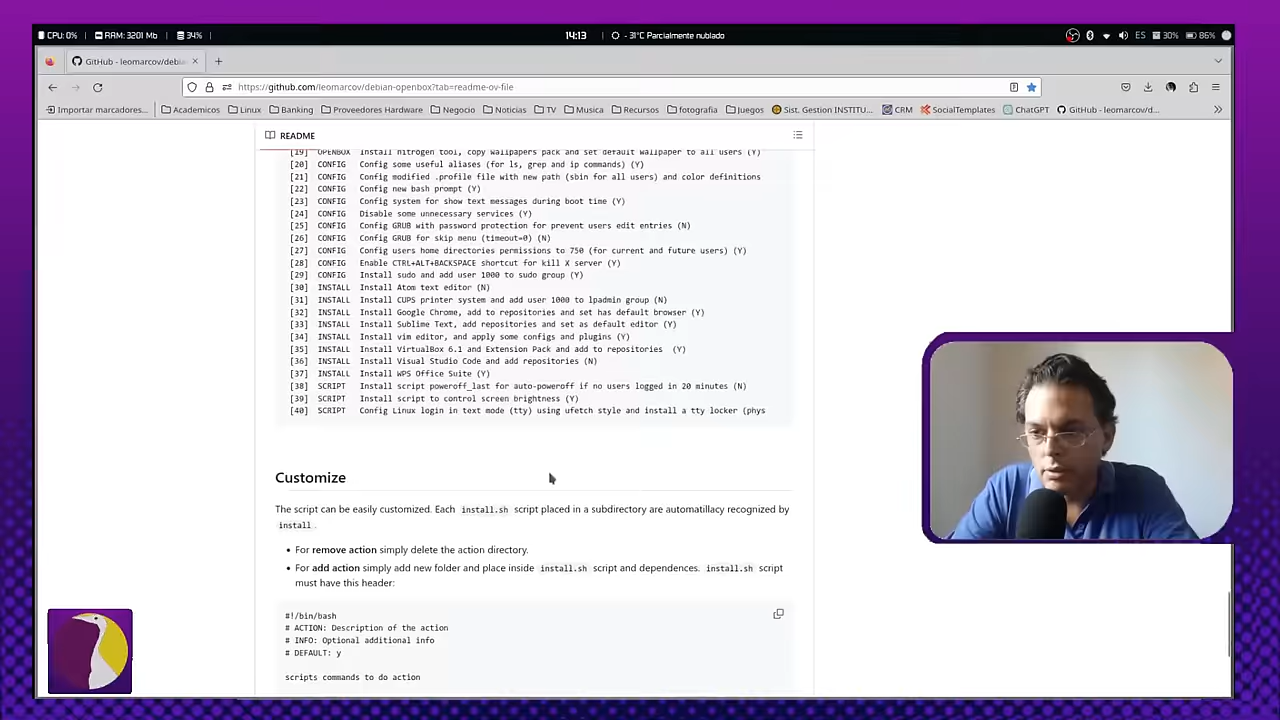 CPU: 0% | RAM: 3201 Mb | 34% |
14:13 | - 31°C Parcialmente nublado
ES 30% 86%
GitHub - leomarcov/debia
https://github.com/leomarcov/debian-openbox?tab=readme-ov-file
Importar marcadores... Academicos Linux Banking Proveedores Hardware Negocio Noticias TV Musica Recursos fotografia Juegos Sist. Gestion INSTITU... CRM SocialTemplates ChatGPT GitHub - leomarcov/d...
README
[19] OPENBOX Install nitrogen tool, copy wallpapers pack and set default wallpaper to all users (Y)
[20] CONFIG Config some useful aliases (for ls, grep and ip commands) (Y)
[21] CONFIG Config modified .profile file with new path (sbin for all users) and color definitions
[22] CONFIG Config new bash prompt (Y)
[23] CONFIG Config system for show text messages during boot time (Y)
[24] CONFIG Disable some unnecessary services (Y)
[25] CONFIG Config GRUB with password protection for prevent users edit entries (N)
[26] CONFIG Config GRUB for skip menu (timeout=0) (N)
[27] CONFIG Config users home directories permissions to 750 (for current and future users) (Y)
[28] CONFIG Enable CTRL+ALT+BACKSPACE shortcut for kill X server (Y)
[29] CONFIG Install sudo and add user 1000 to sudo group (Y)
[30] INSTALL Install Atom text editor (N)
[31] INSTALL Install CUPS printer system and add user 1000 to lpadmin group (N)
[32] INSTALL Install Google Chrome, add to repositories and set has default browser (Y)
[33] INSTALL Install Sublime Text, add repositories and set as default editor (Y)
[34] INSTALL Install vim editor, and apply some configs and plugins (Y)
[35] INSTALL Install VirtualBox 6.1 and Extension Pack and add to repositories (Y)
[36] INSTALL Install Visual Studio Code and add repositories (N)
[37] INSTALL Install WPS Office Suite (Y)
[38] SCRIPT Install script poweroff_last for auto-poweroff if no users logged in 20 minutes (N)
[39] SCRIPT Install script to control screen brightness (Y)
[40] SCRIPT Config Linux login in text mode (tty) using ufetch style and install a tty locker (phys
Customize
The script can be easily customized. Each install.sh script placed in a subdirectory are automatillacy recognized by
install .
• For remove action simply delete the action directory.
• For add action simply add new folder and place inside install.sh script and dependences. install.sh script
must have this header:
#!/bin/bash
# ACTION: Description of the action
# INFO: Optional additional info
# DEFAULT: y
scripts commands to do action